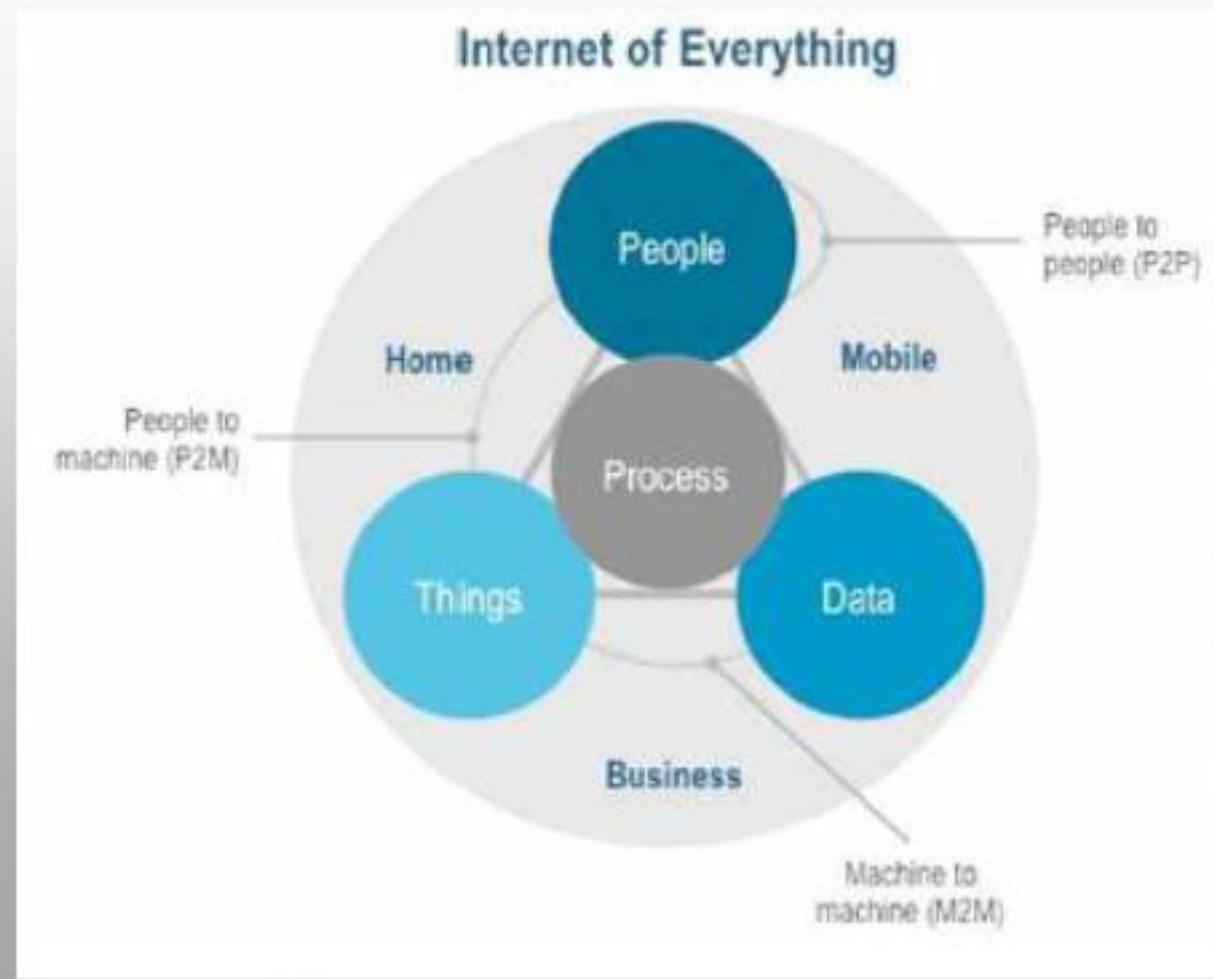 Internet of Everything
People
People to
people (P2P)
Home
Mobile
People to
machine (P2M)
Process
Things
Data
Business
Machine to
machine (M2M)